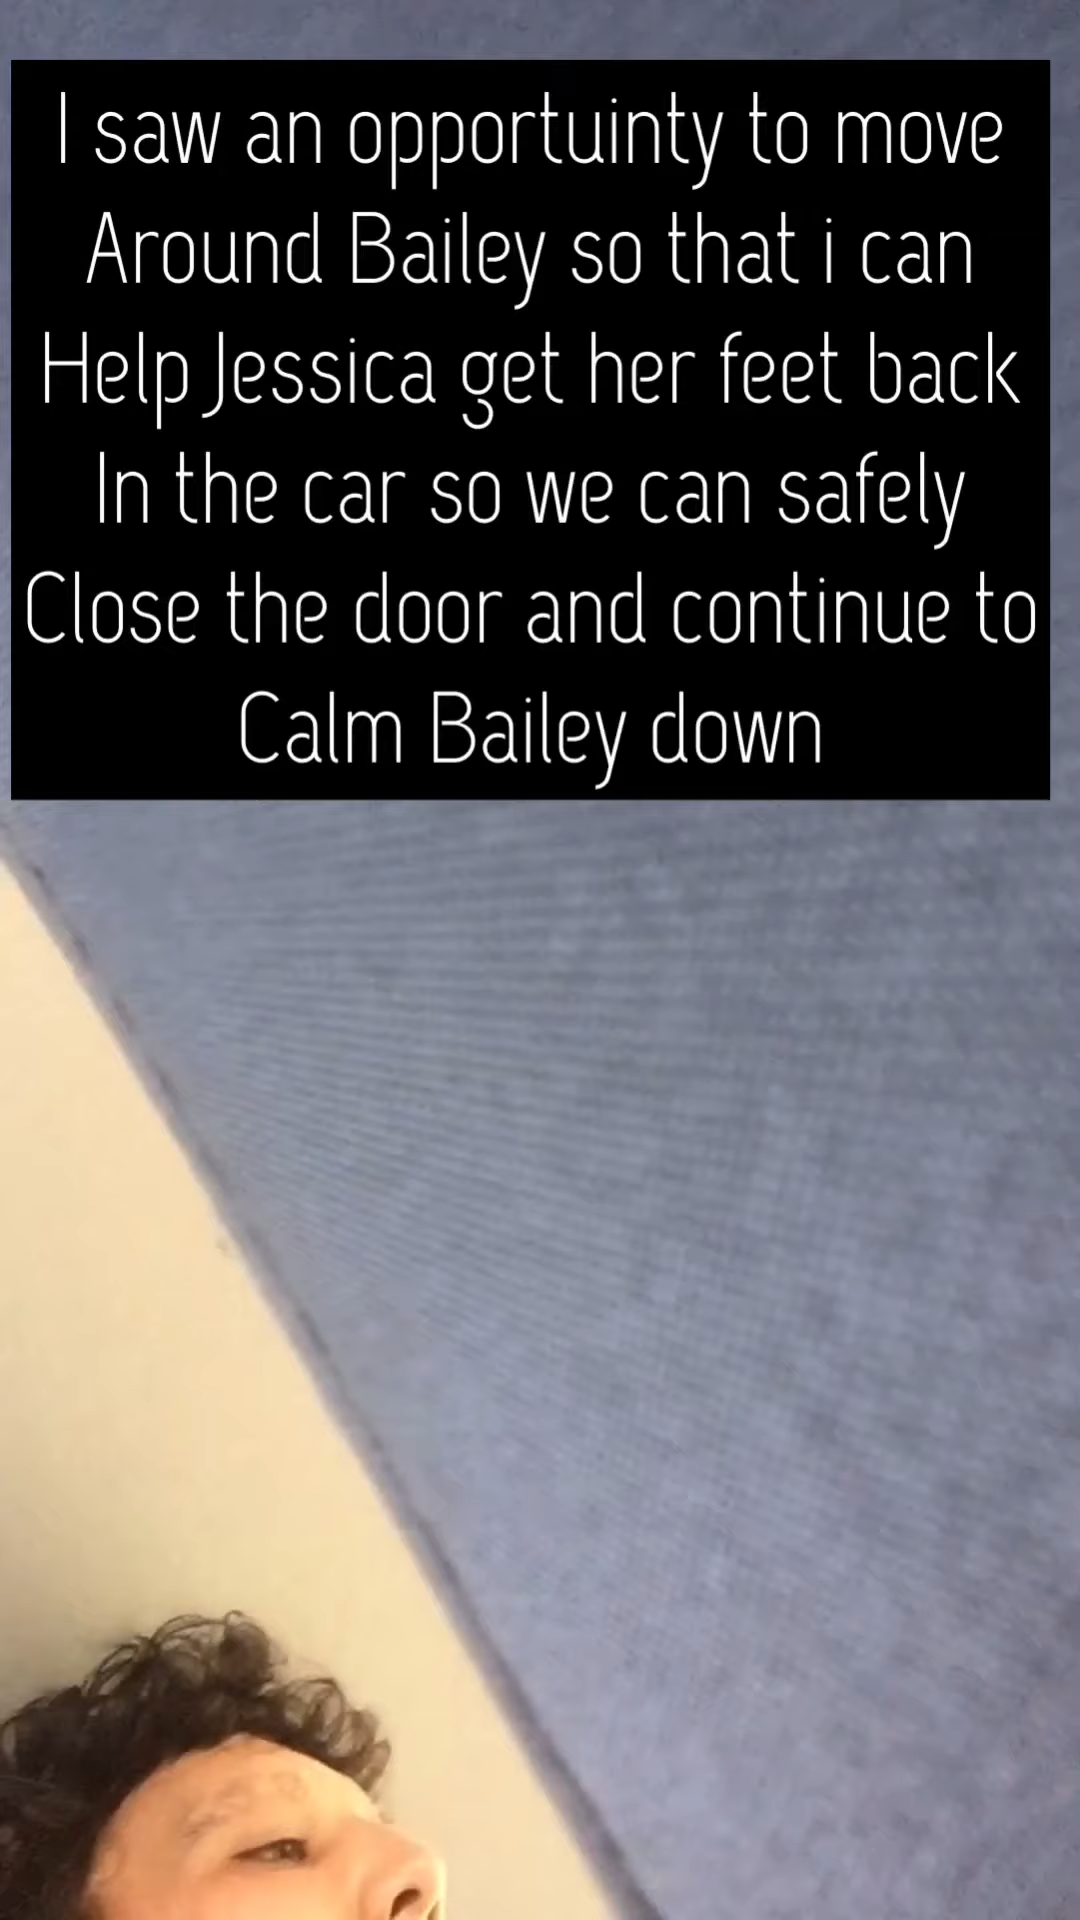 I saw an opportuinty to move
Around Bailey so that i can
Help Jessica get her feet back
In the car so we can safely
Close the door and continue to
Calm Bailey down